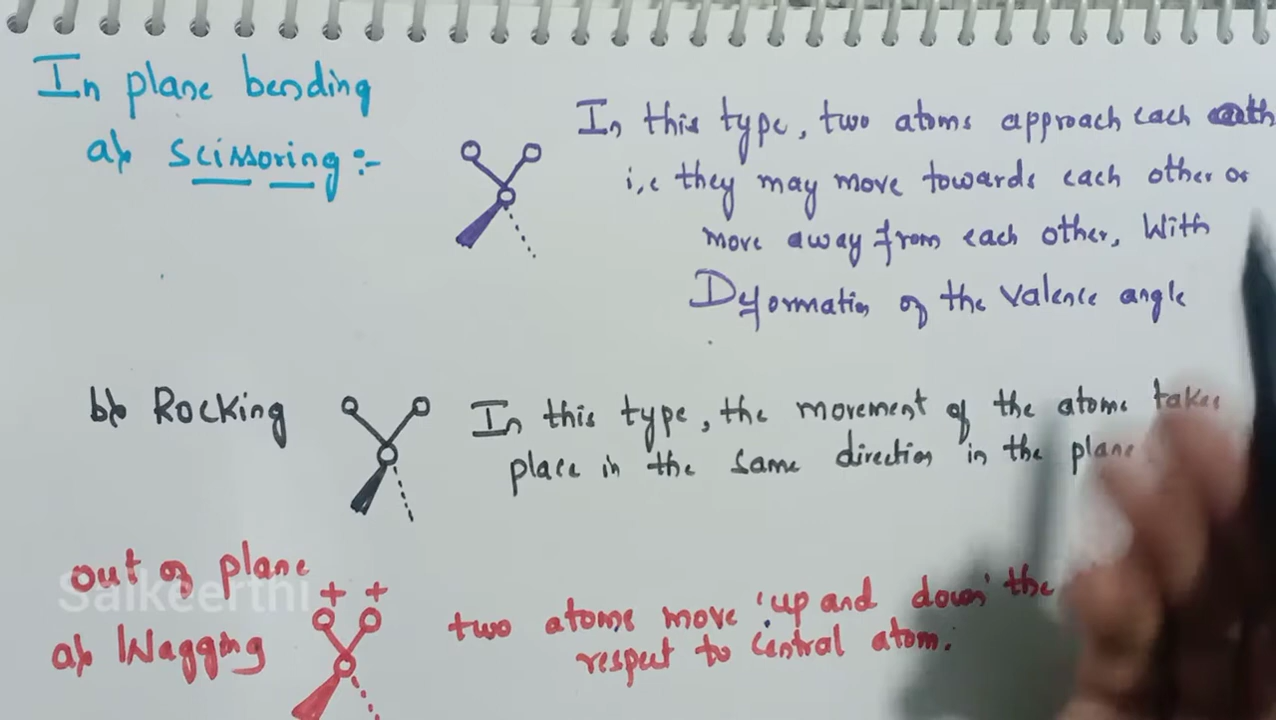 In plane bending
a) Scissoring :-
In this type, two atoms approach each oth
i,e they may move towards each other or
move away from each other, With
Deformation of the valence angle
b) Rocking
In this type, the movement of the atoms takes
place in the same direction in the plane
out of plane
Saikeerthi
+ +
a) Wagging
two atoms move 'up and down' the
respect to central atom.